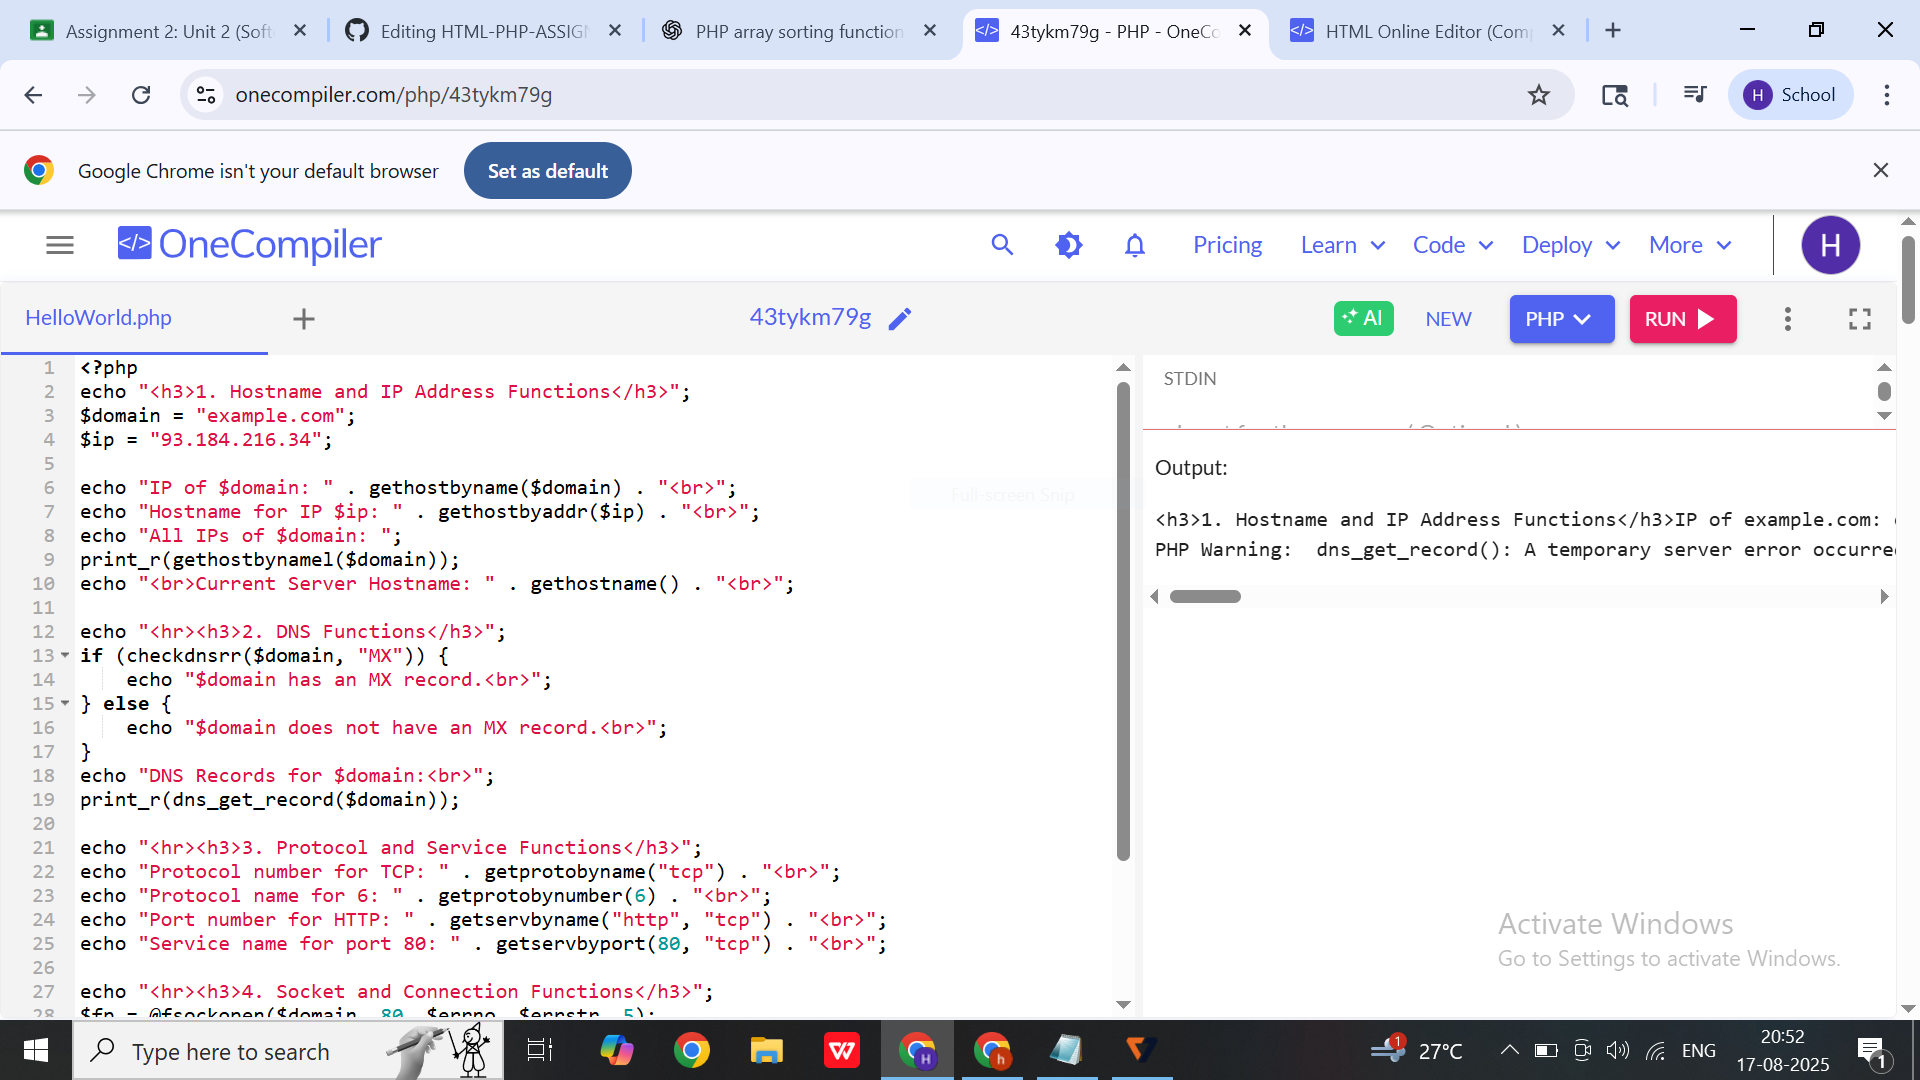 Assignment 2: Unit 2 (Soft
Editing HTML-PHP-ASSIGN
PHP array sorting function
43tykm79g - PHP - OneCo
HTML Online Editor (Com
onecompiler.com/php/43tykm79g
H School
Google Chrome isn't your default browser
Set as default
</> OneCompiler
Pricing Learn Code Deploy More
H
HelloWorld.php
43tykm79g
AI NEW PHP RUN
1 <?php
2 echo "<h3>1. Hostname and IP Address Functions</h3>";
3 $domain = "example.com";
4 $ip = "93.184.216.34";
5
6 echo "IP of $domain: " . gethostbyname($domain) . "<br>";
7 echo "Hostname for IP $ip: " . gethostbyaddr($ip) . "<br>";
8 echo "All IPs of $domain: ";
9 print_r(gethostbynamel($domain));
10 echo "<br>Current Server Hostname: " . gethostname() . "<br>";
11
12 echo "<hr><h3>2. DNS Functions</h3>";
13 if (checkdnsrr($domain, "MX")) {
14 echo "$domain has an MX record.<br>";
15 } else {
16 echo "$domain does not have an MX record.<br>";
17 }
18 echo "DNS Records for $domain:<br>";
19 print_r(dns_get_record($domain));
20
21 echo "<hr><h3>3. Protocol and Service Functions</h3>";
22 echo "Protocol number for TCP: " . getprotobyname("tcp") . "<br>";
23 echo "Protocol name for 6: " . getprotobynumber(6) . "<br>";
24 echo "Port number for HTTP: " . getservbyname("http", "tcp") . "<br>";
25 echo "Service name for port 80: " . getservbyport(80, "tcp") . "<br>";
26
27 echo "<hr><h3>4. Socket and Connection Functions</h3>";
28 $fp = @fsockopen($domain, 80, $errno, $errstr, 5);
Full-screen Snip
STDIN
Output:
<h3>1. Hostname and IP Address Functions</h3>IP of example.com:
PHP Warning: dns_get_record(): A temporary server error occurre
Activate Windows
Go to Settings to activate Windows.
Type here to search
1
27°C
ENG
20:52
17-08-2025
1